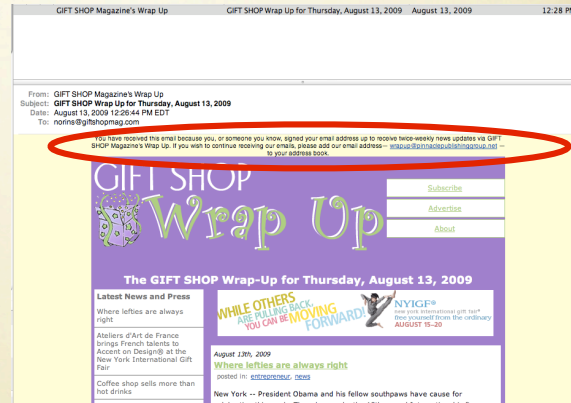 GIFT SHOP Magazine's Wrap Up GIFT SHOP Wrap Up for Thursday, August 13, 2009 August 13, 2009 12:28 PM
From: GIFT SHOP Magazine's Wrap Up
Subject: GIFT SHOP Wrap Up for Thursday, August 13, 2009
Date: August 13, 2009 12:26:44 PM EDT
To: norins@giftshopmag.com
You have received this email because you, or someone you know, signed your email address up to receive twice-weekly news updates via GIFT
SHOP Magazine's Wrap Up. If you wish to continue receiving our emails, please add our email address— wrapup@pinnaclepublishinggroup.net —
to your address book.
GIFT SHOP
Wrap Up
Subscribe
Advertise
About
The GIFT SHOP Wrap-Up for Thursday, August 13, 2009
Latest News and Press
Where lefties are always
right
Ateliers d'Art de France
brings French talents to
Accent on Design® at the
New York International Gift
Fair
Coffee shop sells more than
hot drinks
WHILE OTHERS
ARE PULLING BACK,
YOU CAN BE MOVING
FORWARD!
NYIGF®
new york international gift fair®
free yourself from the ordinary
AUGUST 15–20
August 13th, 2009
Where lefties are always right
posted in: entrepreneur, news
New York -- President Obama and his fellow southpaws have cause for